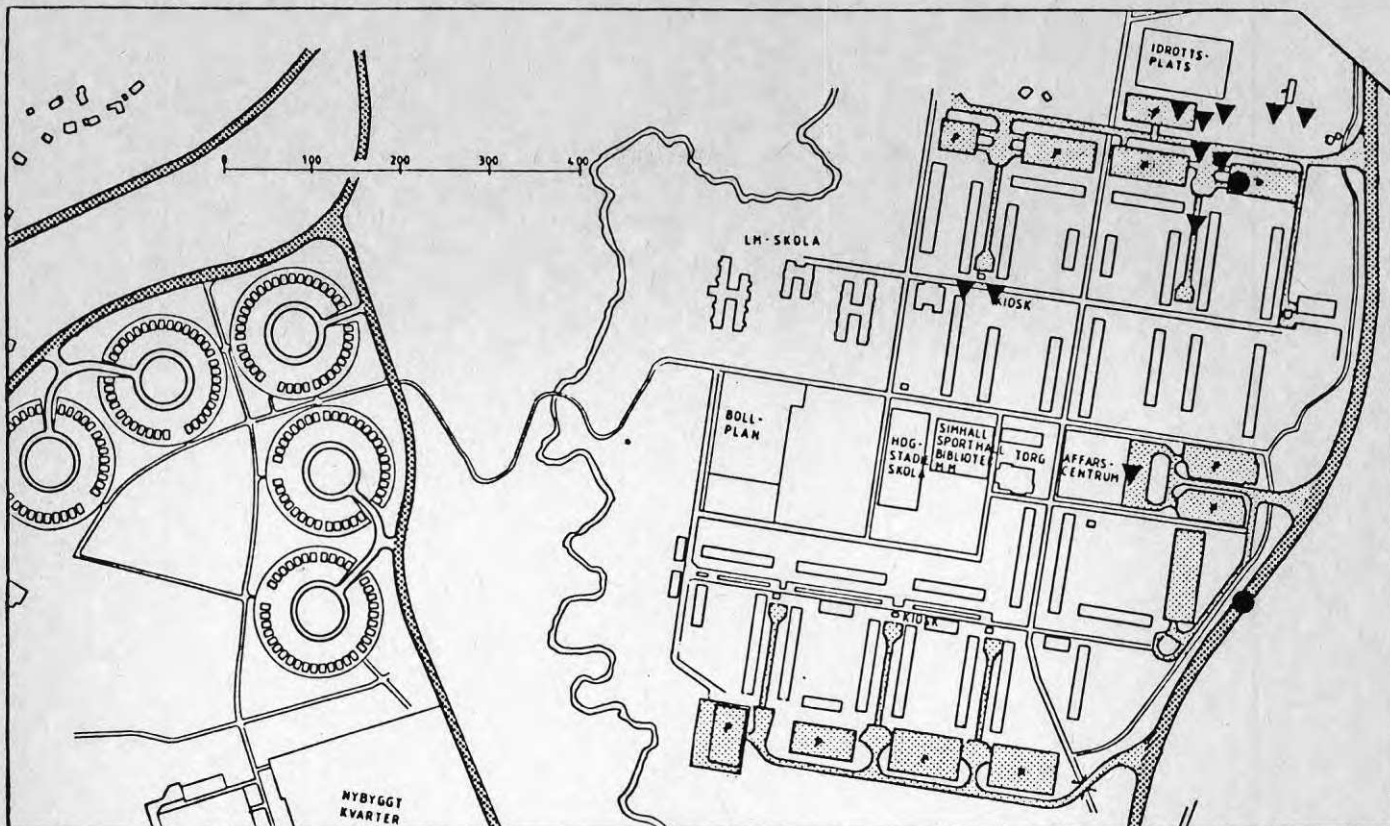 IDROTTS-
PLATS
P
P
P
P
P
0
100
200
300
400
LM-SKOLA
KIOSK
BOLL-
PLAN
HÖG-
STADIE
SKOLA
SIMHALL
SPORTHALL
BIBLIOTEK
M.M
TORG
AFFÄRS-
CENTRUM
P
P
P
KIOSK
P
P
P
P
NYBYGGT
KVARTER